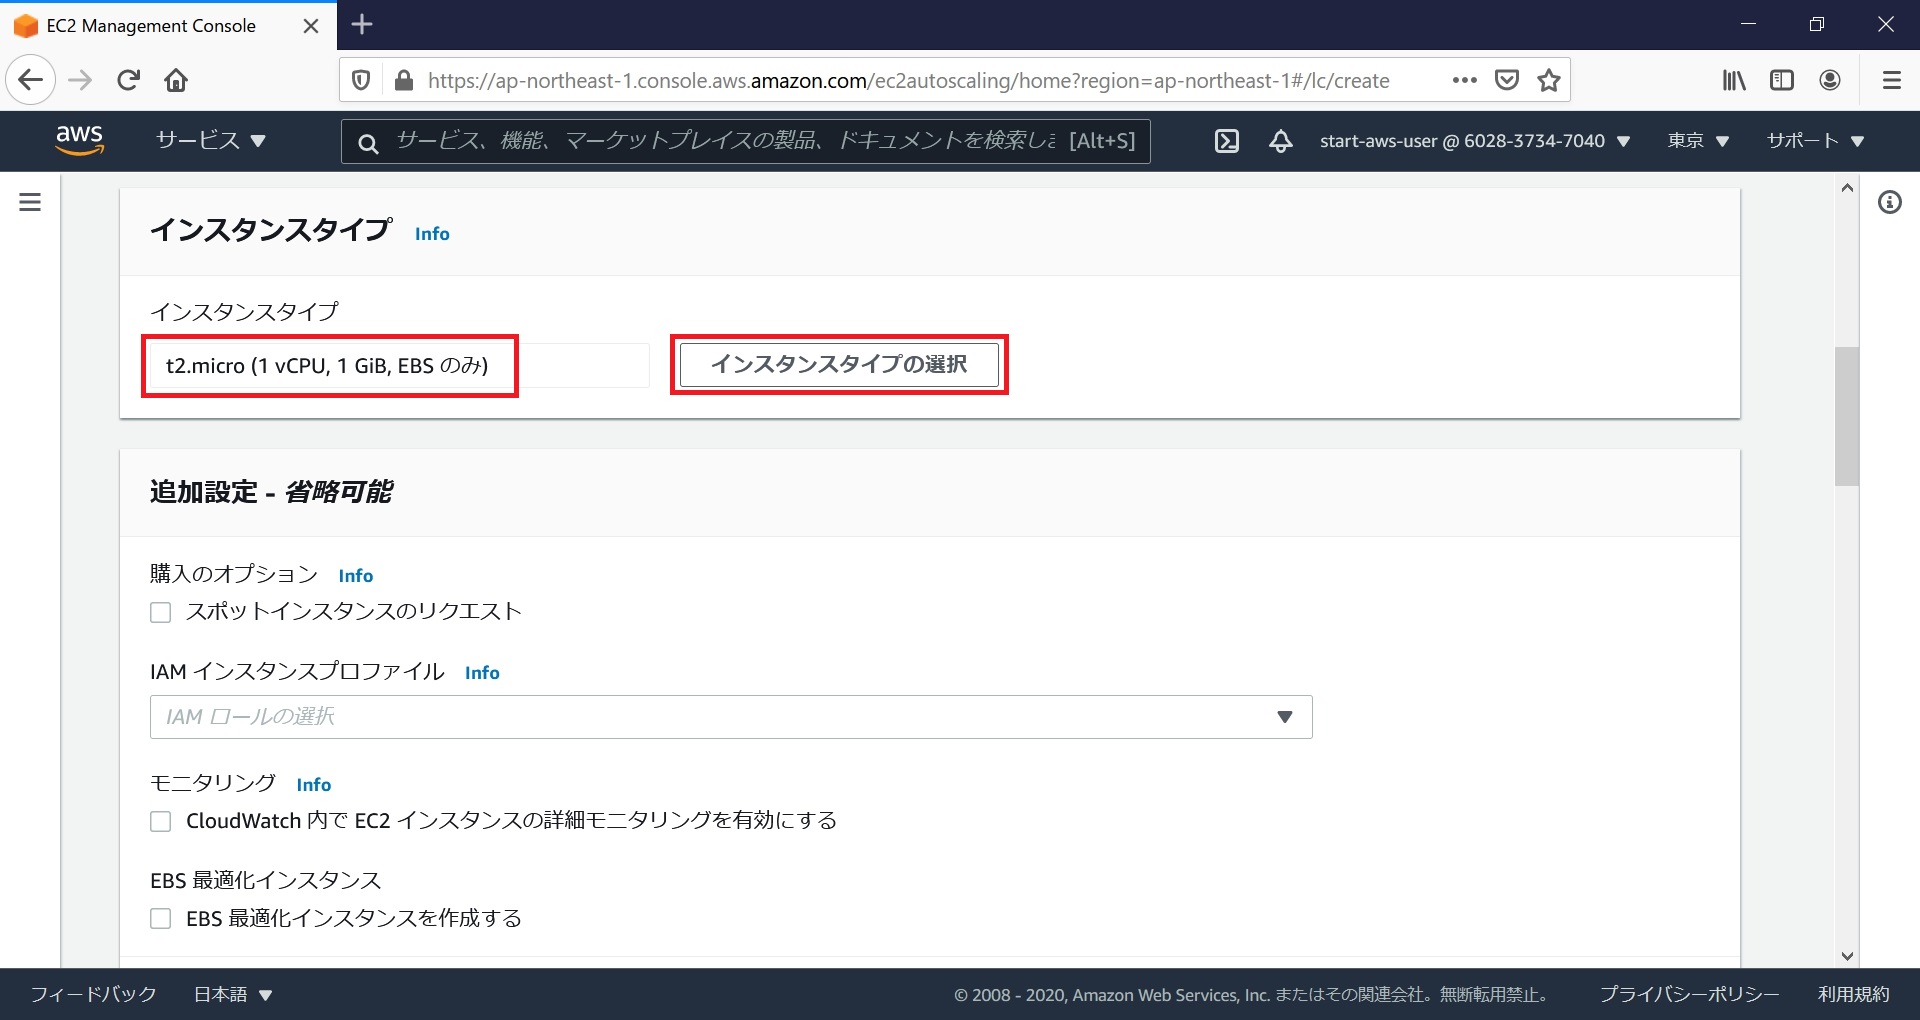 EC2 Management Console
https://ap-northeast-1.console.aws.amazon.com/ec2autoscaling/home?region=ap-northeast-1#/lc/create
aws サービス サービス、機能、マーケットプレイスの製品、ドキュメントを検索しま [Alt+S] start-aws-user @ 6028-3734-7040 東京 サポート
インスタンスタイプ Info
インスタンスタイプ
t2.micro (1 vCPU, 1 GiB, EBS のみ) インスタンスタイプの選択
追加設定 - 省略可能
購入のオプション Info
スポットインスタンスのリクエスト
IAM インスタンスプロファイル Info
IAM ロールの選択
モニタリング Info
CloudWatch 内で EC2 インスタンスの詳細モニタリングを有効にする
EBS 最適化インスタンス
EBS 最適化インスタンスを作成する
フィードバック 日本語 © 2008 - 2020, Amazon Web Services, Inc. またはその関連会社。無断転用禁止。 プライバシーポリシー 利用規約